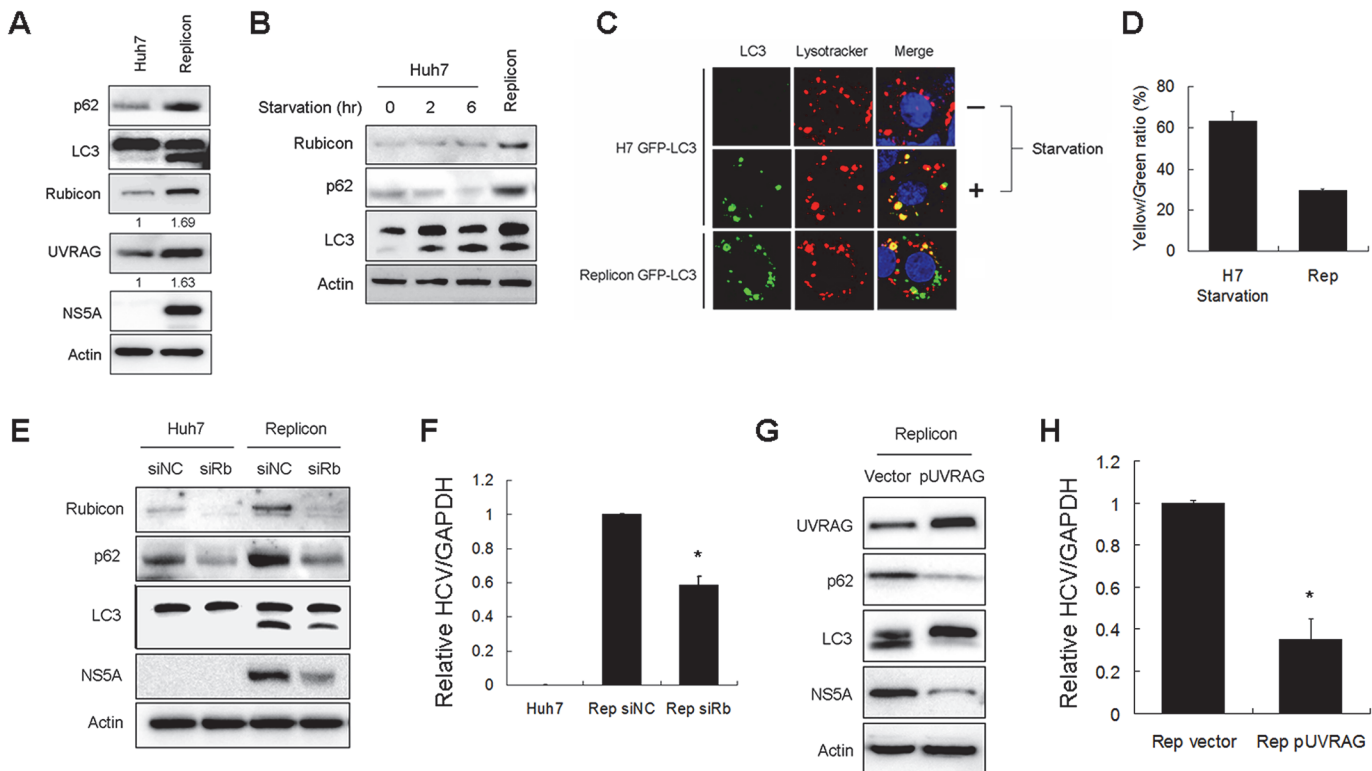 A
Huh7
Replicon
p62
LC3
Rubicon
1 1.69
UVRAG
1 1.63
NS5A
Actin
B
Huh7
Replicon
Starvation (hr) 0 2 6
Rubicon
p62
LC3
Actin
C
LC3 Lysotracker Merge
H7 GFP-LC3
−
+
Starvation
Replicon GFP-LC3
D
Yellow/Green ratio (%)
80
60
40
20
0
H7
Starvation
Rep
E
Huh7 Replicon
siNC siRb siNC siRb
Rubicon
p62
LC3
NS5A
Actin
F
Relative HCV/GAPDH
1.2
1
0.8
0.6
0.4
0.2
0
*
Huh7 Rep siNC Rep siRb
G
Replicon
Vector pUVRAG
UVRAG
p62
LC3
NS5A
Actin
H
Relative HCV/GAPDH
1.2
1
0.8
0.6
0.4
0.2
0
*
Rep vector Rep pUVRAG